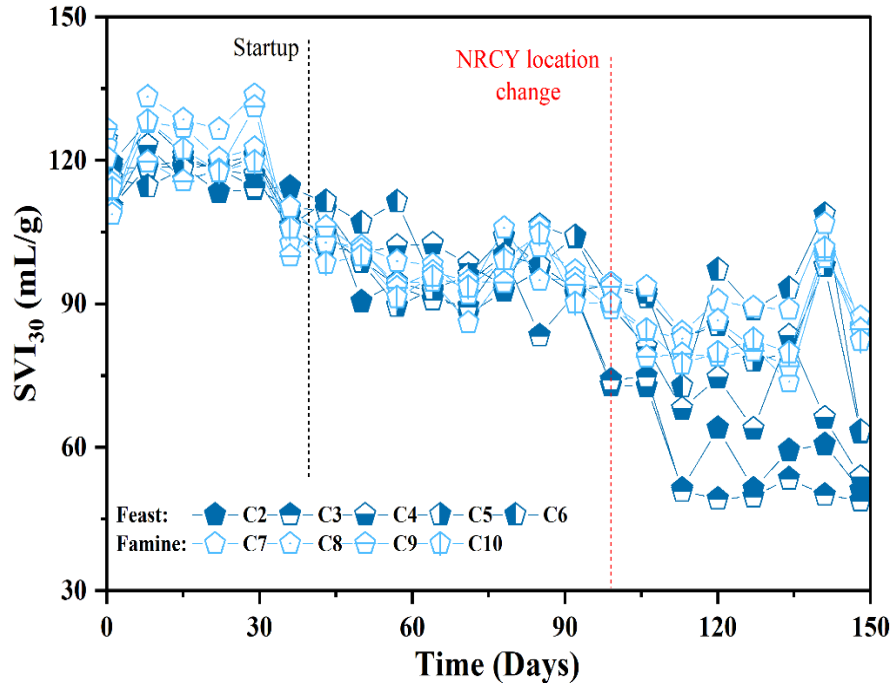 150
120
90
60
30
SVI30 (mL/g)
Startup
NRCY location
change
Feast: C2 C3 C4 C5 C6
Famine: C7 C8 C9 C10
0 30 60 90 120 150
Time (Days)